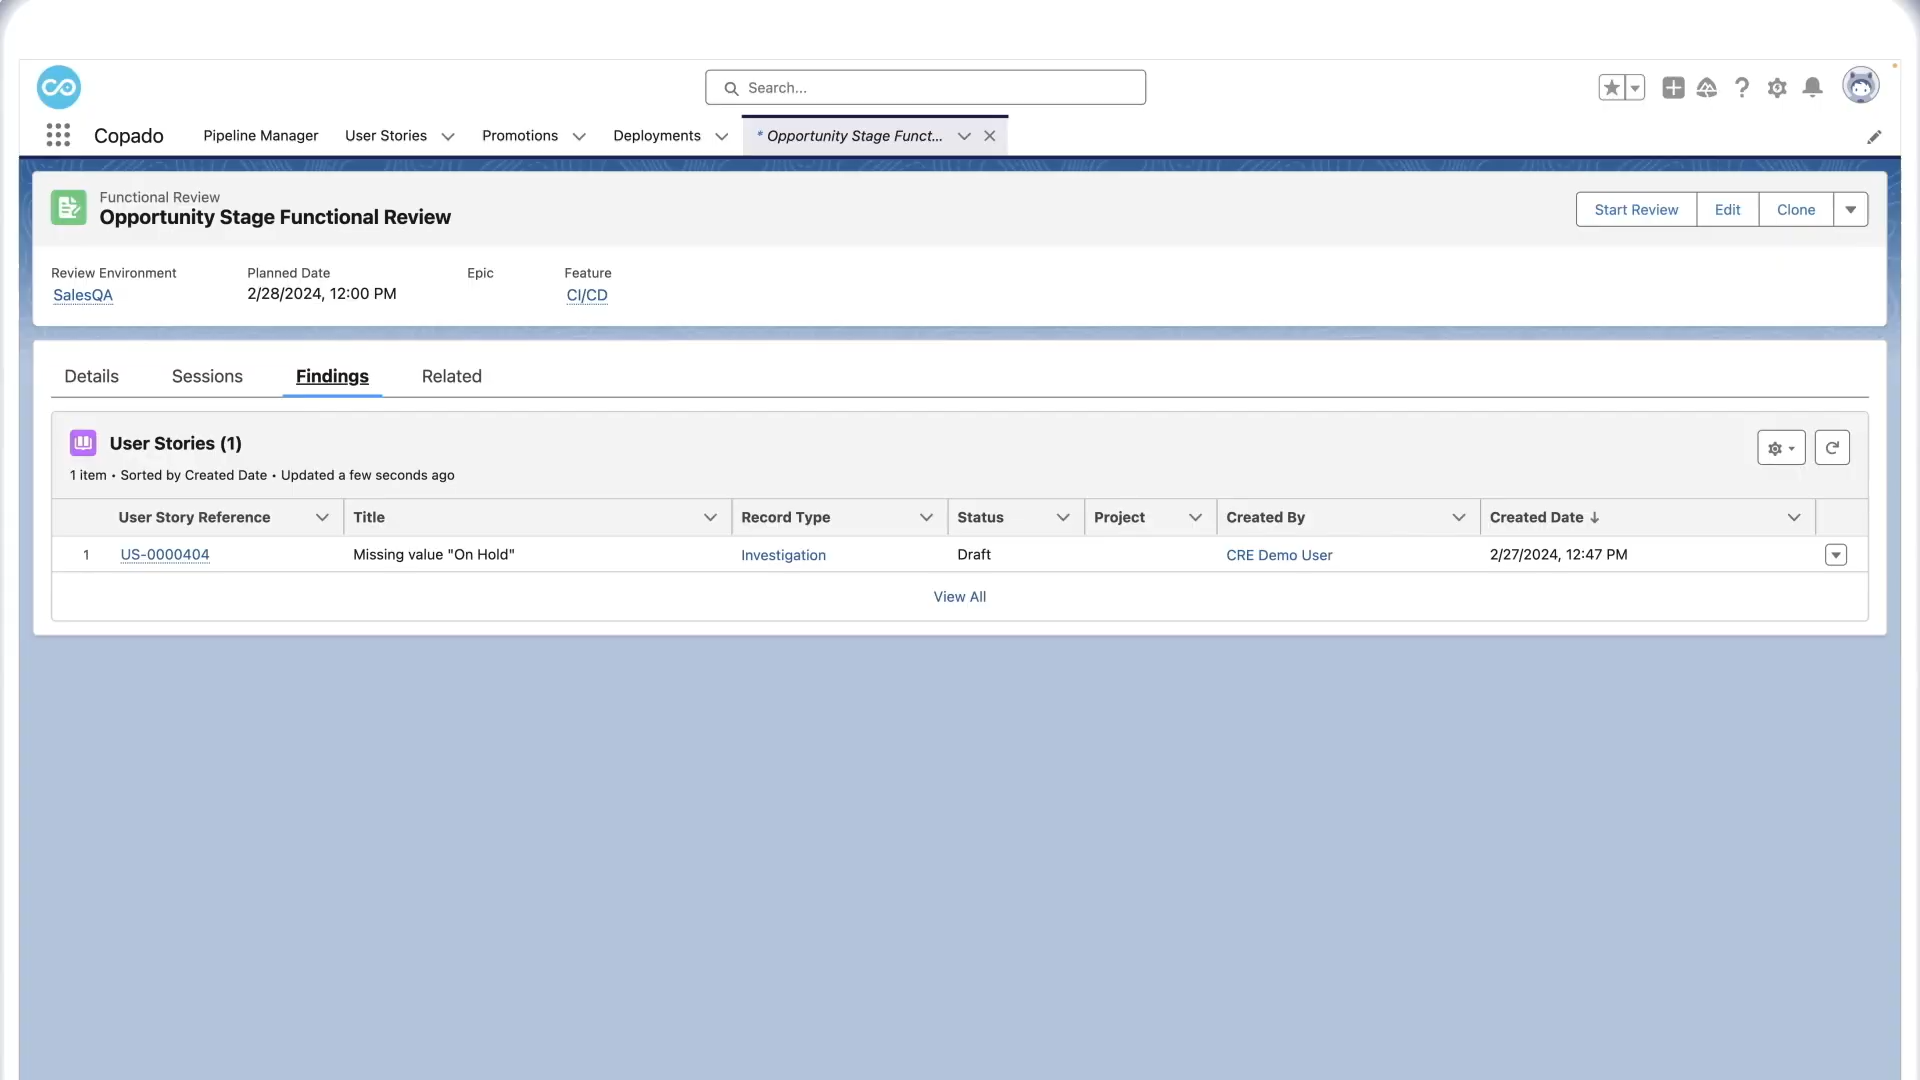 Search...
Copado
Pipeline Manager
User Stories
Promotions
Deployments
* Opportunity Stage Funct...
Functional Review
Opportunity Stage Functional Review
Start Review
Edit
Clone
Review Environment
Planned Date
Epic
Feature
SalesQA
2/28/2024, 12:00 PM
CI/CD
Details
Sessions
Findings
Related
User Stories (1)
1 item • Sorted by Created Date • Updated a few seconds ago
User Story Reference
Title
Record Type
Status
Project
Created By
Created Date
1
US-0000404
Missing value "On Hold"
Investigation
Draft
CRE Demo User
2/27/2024, 12:47 PM
View All